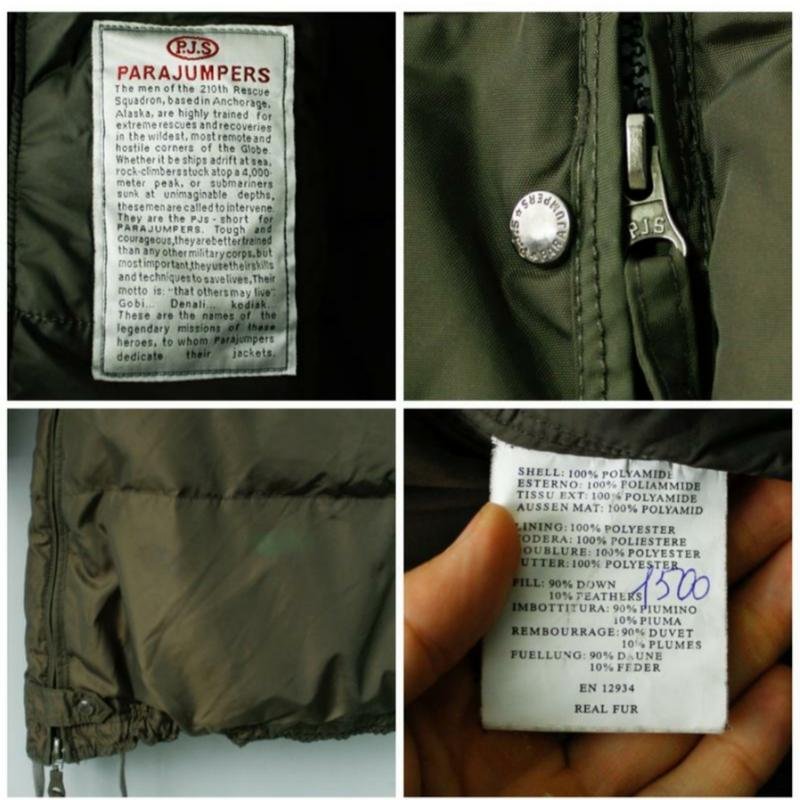 P.J.S
PARAJUMPERS
The men of the 210th Rescue
Squadron, based in Anchorage,
Alaska, are highly trained for
extreme rescues and recoveries
in the wildest, most remote and
hostile corners of the Globe.
Whether it be ships adrift at sea,
rock-climbers stuck atop a 4,000-
meter peak, or submariners
sunk at unimaginable depths,
these men are called to intervene.
They are the PJs - short for
PARAJUMPERS. Tough and
courageous, they are better trained
than any other military corps, but
most important, they use their skills
and techniques to save lives. Their
motto is: "that others may live".
Gobi... Denali... kodiak...
These are the names of the
legendary missions of these
heroes, to whom Parajumpers
dedicate their jackets.
PARAJUMPERS
PJS
SHELL: 100% POLYAMIDE
ESTERNO: 100% POLIAMMIDE
TISSU EXT: 100% POLYAMIDE
AUSSEN MAT: 100% POLYAMID
LINING: 100% POLYESTER
FODERA: 100% POLIESTERE
DOUBLURE: 100% POLYESTER
FUTTER: 100% POLYESTER
FILL: 90% DOWN
10% FEATHERS
1500
IMBOTTITURA: 90% PIUMINO
10% PIUMA
REMBOURRAGE: 90% DUVET
10% PLUMES
FUELLUNG: 90% DAUNE
10% FEDER
EN 12934
REAL FUR